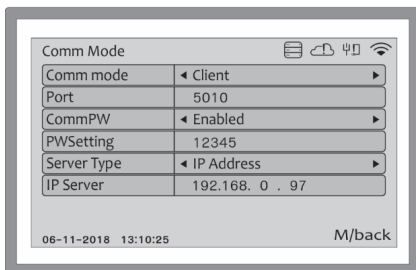 Comm Mode
Comm mode ◂ Client ▸
Port 5010
CommPW ◂ Enabled ▸
PWSetting 12345
Server Type ◂ IP Address ▸
IP Server 192.168. 0 . 97
06-11-2018 13:10:25 M/back